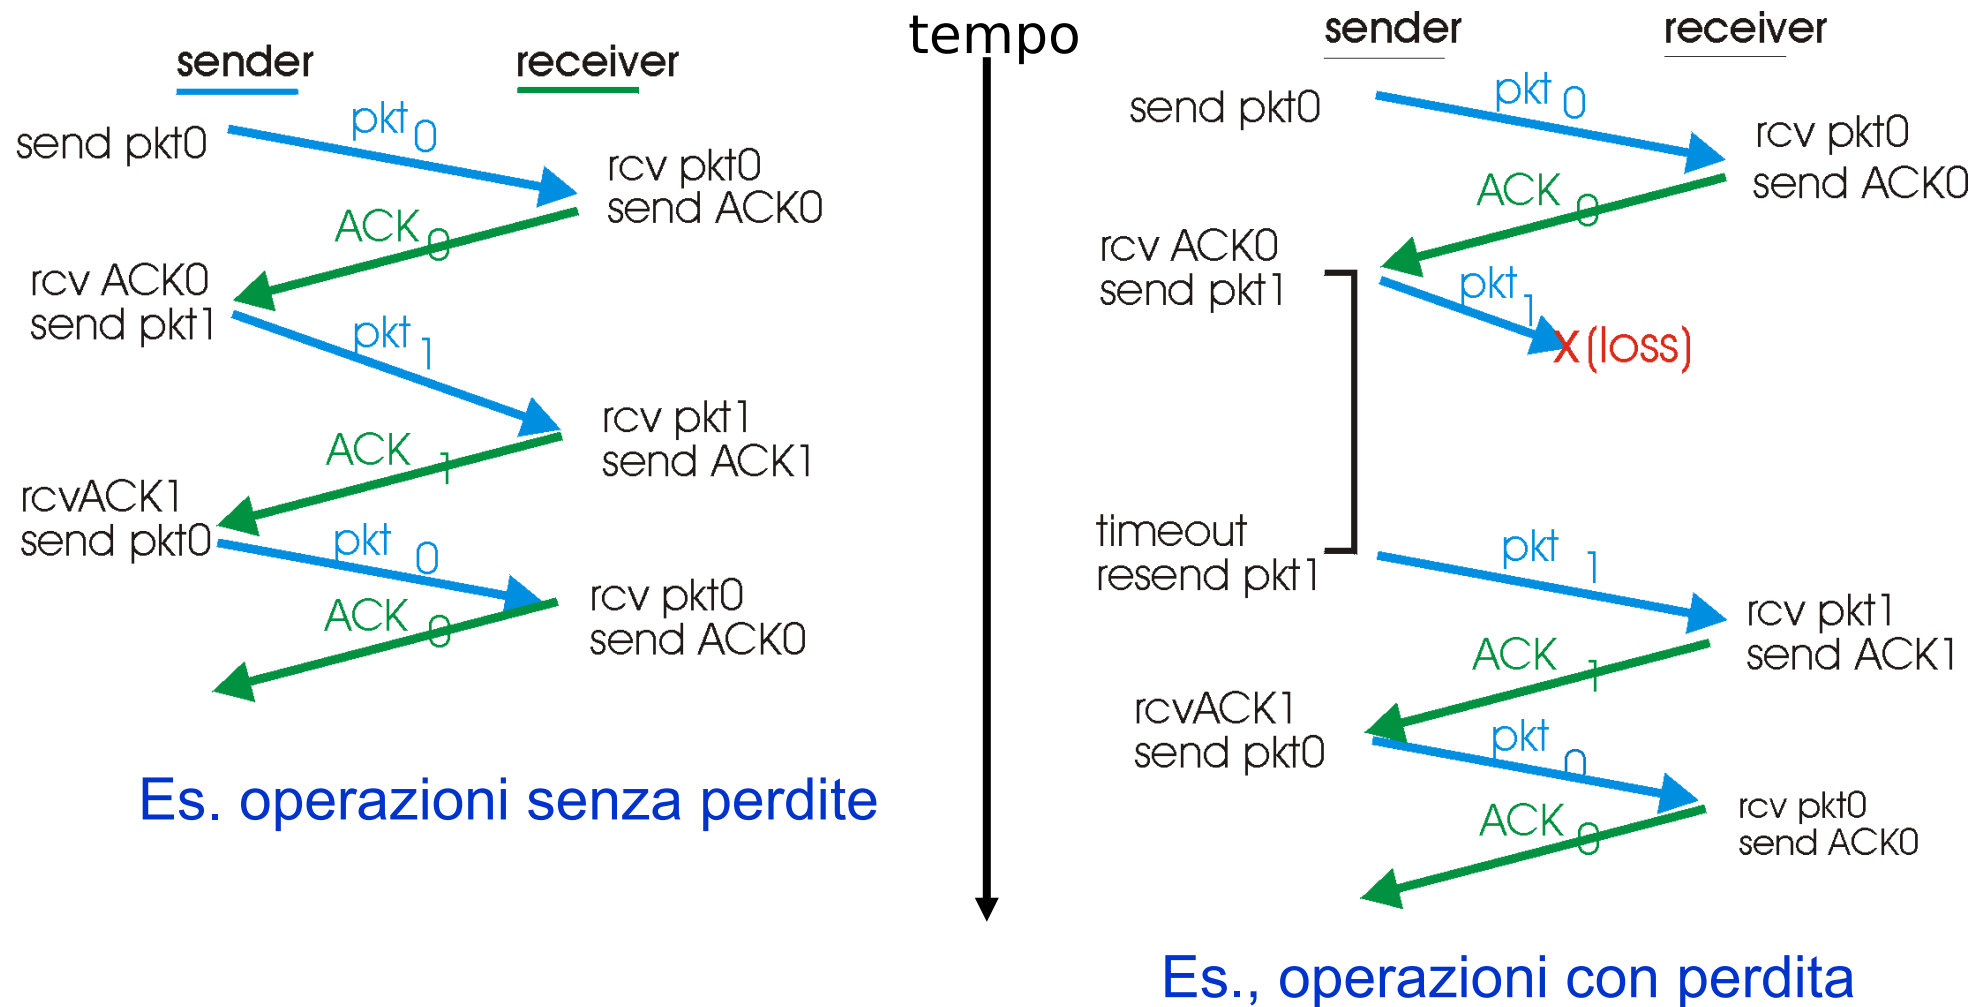 tempo
sender
receiver
send pkt0
pkt 0
rcv pkt0
send ACK0
ACK 0
rcv ACK0
send pkt1
pkt 1
rcv pkt1
send ACK1
ACK 1
rcvACK1
send pkt0
pkt 0
rcv pkt0
send ACK0
ACK 0
Es. operazioni senza perdite
sender
receiver
send pkt0
pkt 0
rcv pkt0
send ACK0
ACK 0
rcv ACK0
send pkt1
pkt 1
X (loss)
timeout
resend pkt1
pkt 1
rcv pkt1
send ACK1
ACK 1
rcvACK1
send pkt0
pkt 0
rcv pkt0
send ACK0
ACK 0
Es., operazioni con perdita